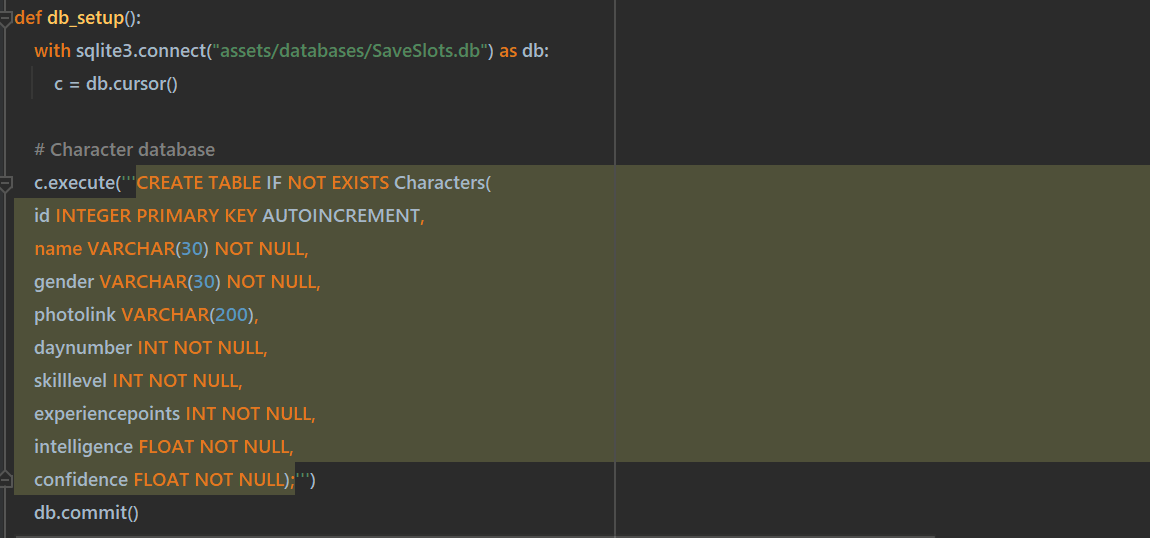 def db_setup():
with sqlite3.connect("assets/databases/SaveSlots.db") as db:
c = db.cursor()
# Character database
c.execute('''CREATE TABLE IF NOT EXISTS Characters(
id INTEGER PRIMARY KEY AUTOINCREMENT,
name VARCHAR(30) NOT NULL,
gender VARCHAR(30) NOT NULL,
photolink VARCHAR(200),
daynumber INT NOT NULL,
skilllevel INT NOT NULL,
experiencepoints INT NOT NULL,
intelligence FLOAT NOT NULL,
confidence FLOAT NOT NULL);''')
db.commit()